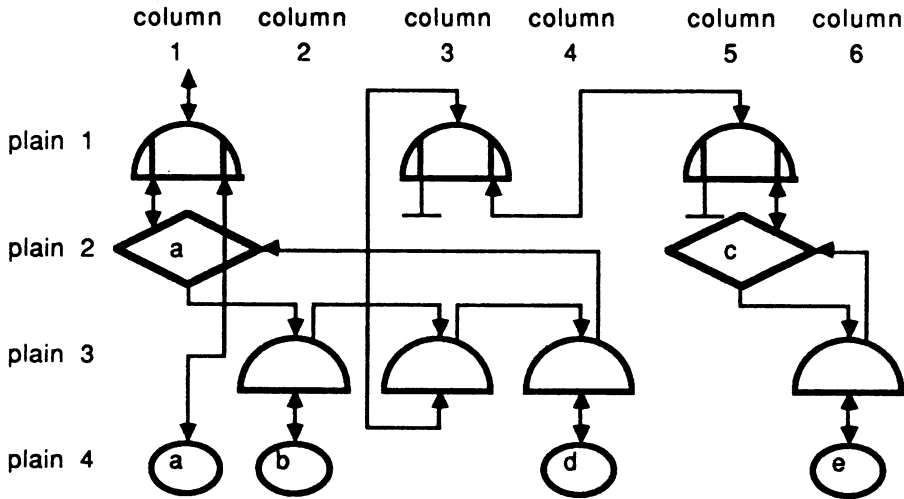 column column column column column column
1 2 3 4 5 6
plain 1
plain 2 a c
plain 3
plain 4 a b d e